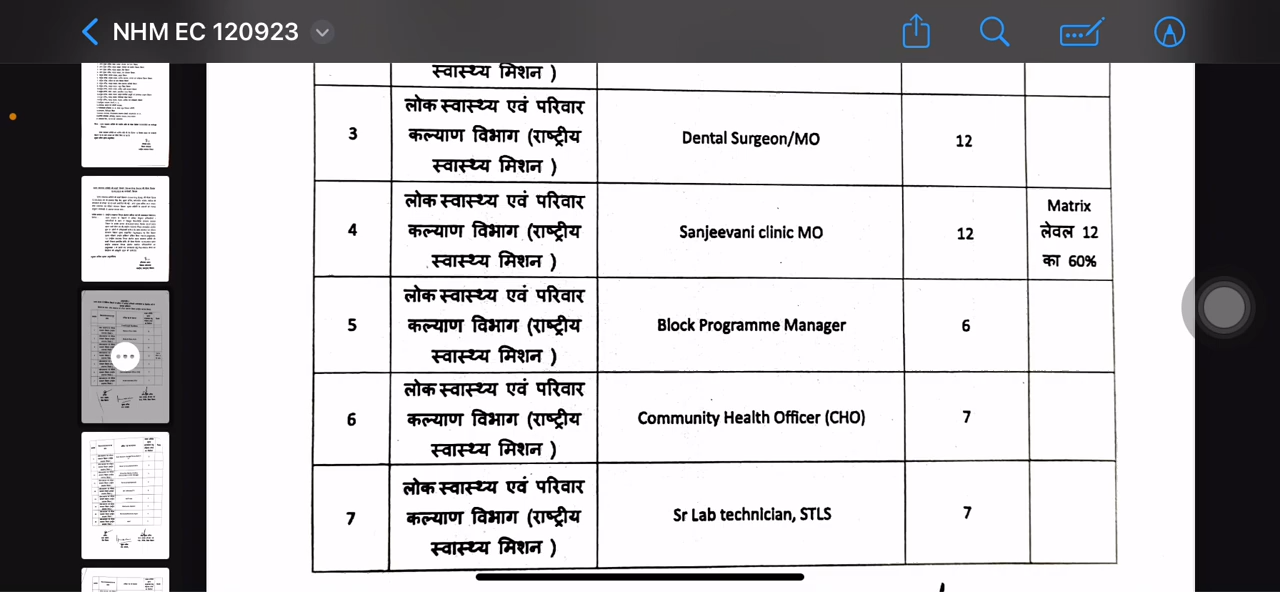 NHM EC 120923
स्वास्थ्य मिशन )
3
लोक स्वास्थ्य एवं परिवार
कल्याण विभाग (राष्ट्रीय
स्वास्थ्य मिशन )
Dental Surgeon/MO
12
4
लोक स्वास्थ्य एवं परिवार
कल्याण विभाग (राष्ट्रीय
स्वास्थ्य मिशन )
Sanjeevani clinic MO
12
Matrix
लेवल 12
का 60%
5
लोक स्वास्थ्य एवं परिवार
कल्याण विभाग (राष्ट्रीय
स्वास्थ्य मिशन )
Block Programme Manager
6
6
लोक स्वास्थ्य एवं परिवार
कल्याण विभाग (राष्ट्रीय
स्वास्थ्य मिशन )
Community Health Officer (CHO)
7
7
लोक स्वास्थ्य एवं परिवार
कल्याण विभाग (राष्ट्रीय
स्वास्थ्य मिशन )
Sr Lab technician, STLS
7